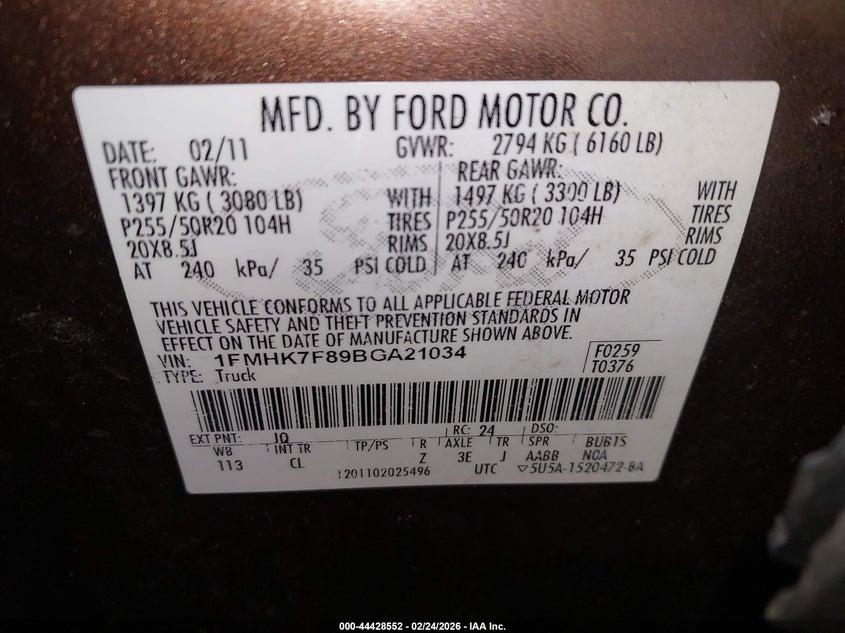 MFD. BY FORD MOTOR CO.
DATE: 02/11 GVWR: 2794 KG ( 6160 LB)
FRONT GAWR: REAR GAWR:
1397 KG ( 3080 LB) WITH 1497 KG ( 3300 LB) WITH
P255/50R20 104H TIRES P255/50R20 104H TIRES
20X8.5J RIMS 20X8.5J RIMS
AT 240 kPa/ 35 PSI COLD AT 240 kPa/ 35 PSI COLD
THIS VEHICLE CONFORMS TO ALL APPLICABLE FEDERAL MOTOR
VEHICLE SAFETY AND THEFT PREVENTION STANDARDS IN
EFFECT ON THE DATE OF MANUFACTURE SHOWN ABOVE.
VIN: 1FMHK7F89BGA21034 F0259
TYPE: Truck T0376
EXT PNT: JQ RC: 24 DSO:
WB INT TR TP/PS R AXLE TR SPR BUB1S
113 CL Z 3E J AABB NCA
1201102025496 UTC ▽5U5A-1520472-BA
000-44428552 — 02/24/2026 — IAA Inc.